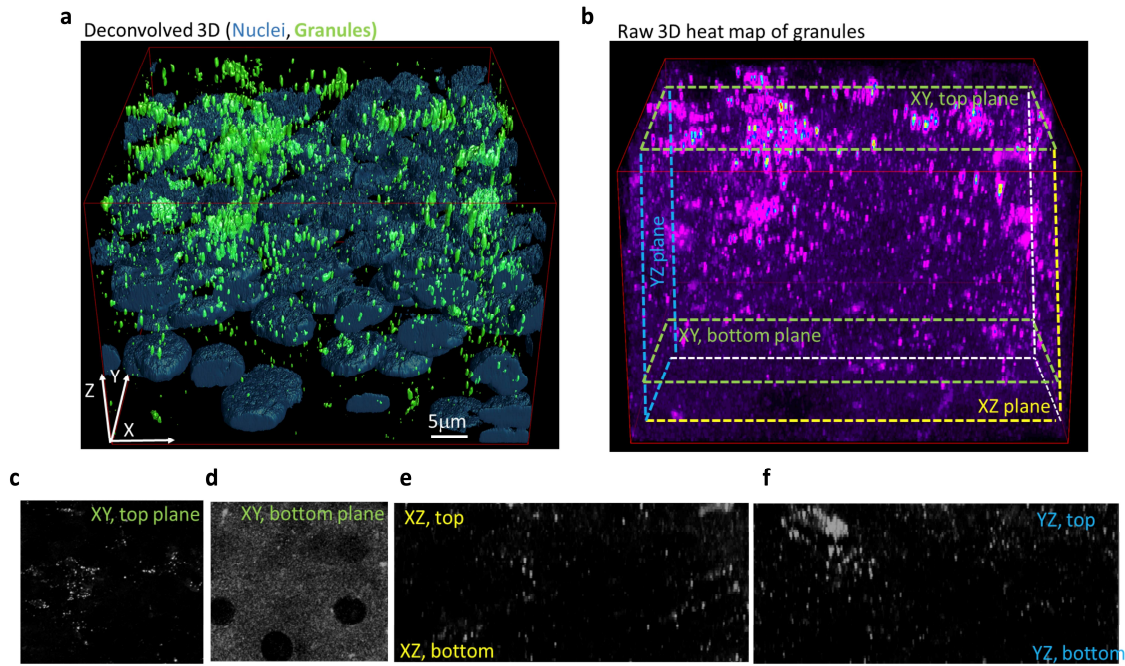 a
Deconvolved 3D (Nuclei, Granules)
Z
Y
X
5μm
b
Raw 3D heat map of granules
XY, top plane
YZ plane
XY, bottom plane
XZ plane
c
XY, top plane
d
XY, bottom plane
e
XZ, top
XZ, bottom
f
YZ, top
YZ, bottom